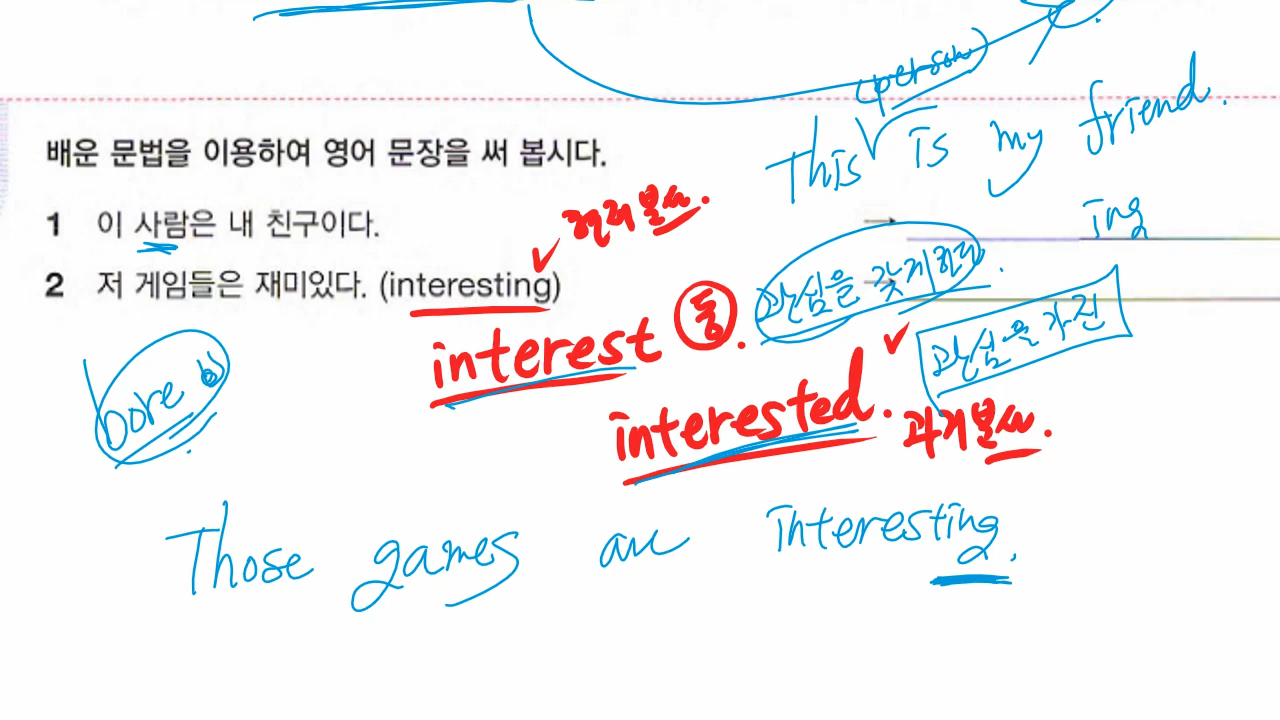 (person)
This is my friend.
배운 문법을 이용하여 영어 문장을 써 봅시다.
1 이 사람은 내 친구이다. →
현재분사.
ing
2 저 게임들은 재미있다. (interesting) →
관심을 갖게한다.
interest 동.
관심을 가진
bore
interested. 과거분사.
Those games are interesting.